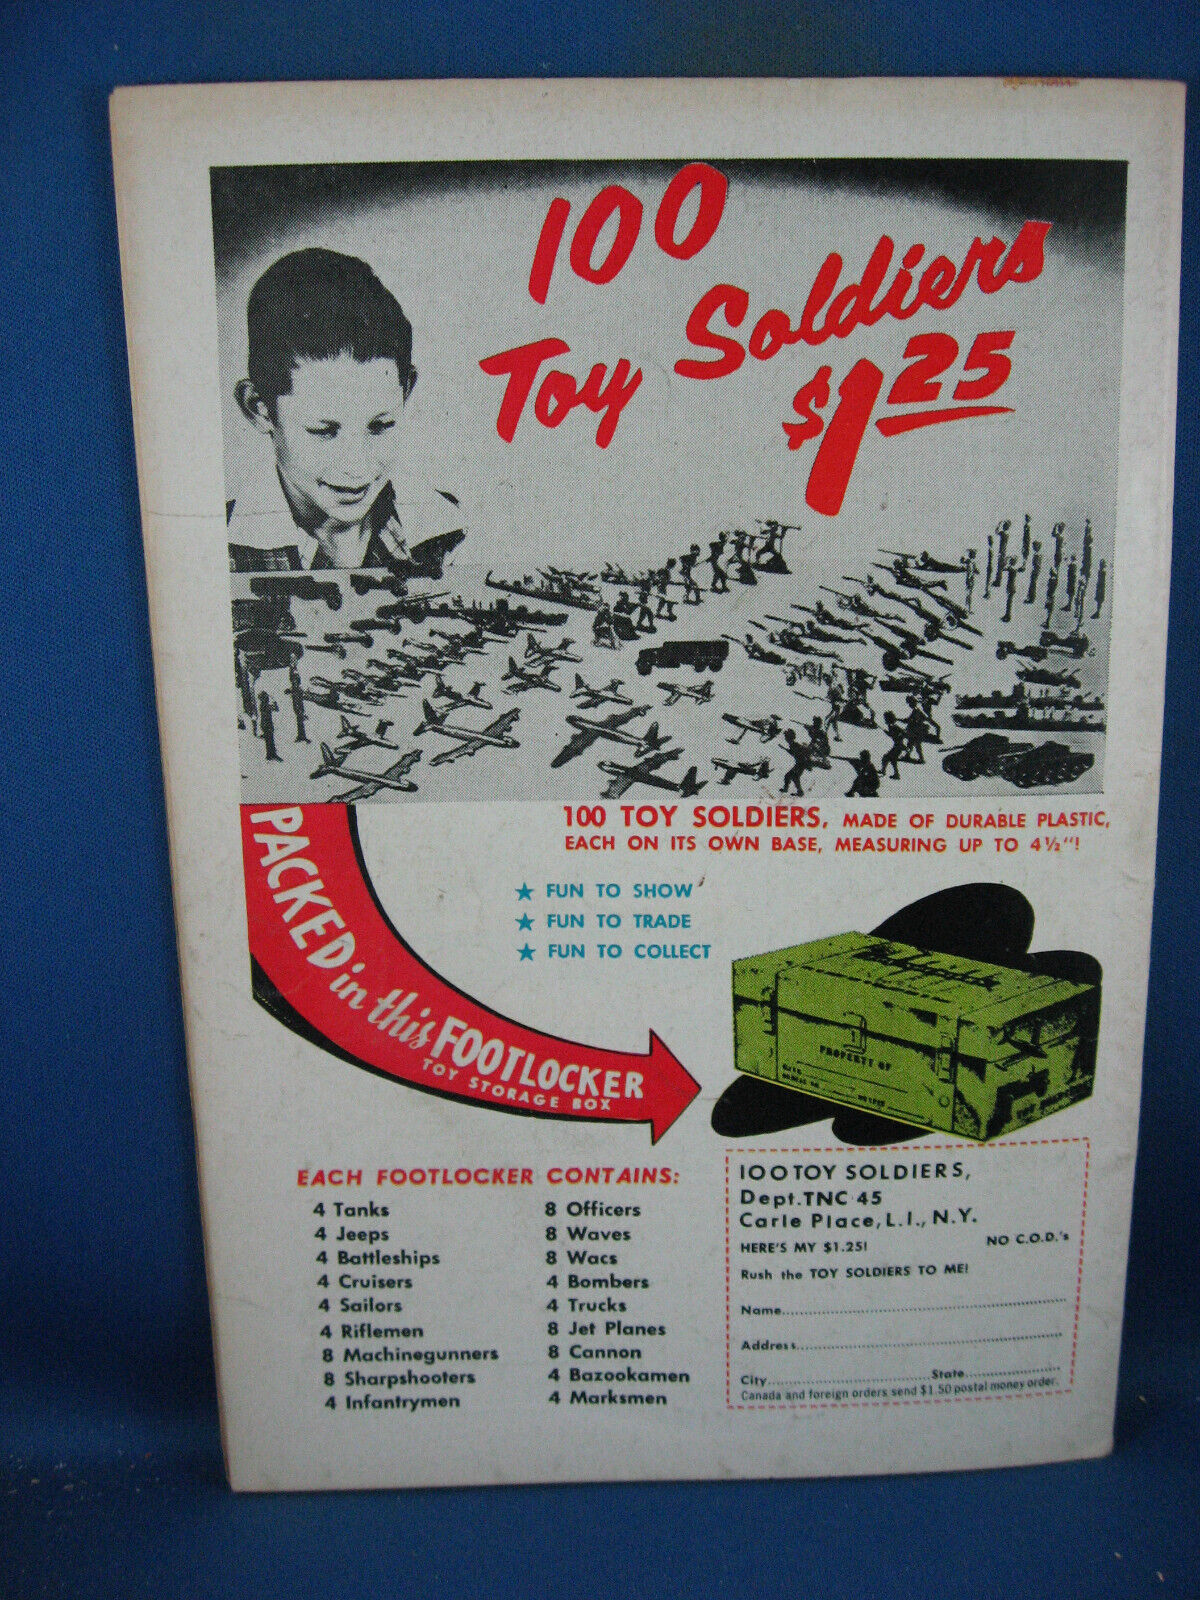 100
Toy Soldiers
$1.25
PACKED in this FOOTLOCKER
TOY STORAGE BOX
100 TOY SOLDIERS, MADE OF DURABLE PLASTIC,
EACH ON ITS OWN BASE, MEASURING UP TO 4½"!
★ FUN TO SHOW
★ FUN TO TRADE
★ FUN TO COLLECT
PROPERTY OF
EACH FOOTLOCKER CONTAINS:
4 Tanks
4 Jeeps
4 Battleships
4 Cruisers
4 Sailors
4 Riflemen
8 Machinegunners
8 Sharpshooters
4 Infantrymen
8 Officers
8 Waves
8 Wacs
4 Bombers
4 Trucks
8 Jet Planes
8 Cannon
4 Bazookamen
4 Marksmen
100 TOY SOLDIERS,
Dept. TNC 45
Carle Place, L.I., N.Y.
HERE'S MY $1.25! NO C.O.D.'s
Rush the TOY SOLDIERS TO ME!
Name
Address
City State
Canada and foreign orders send $1.50 postal money order.